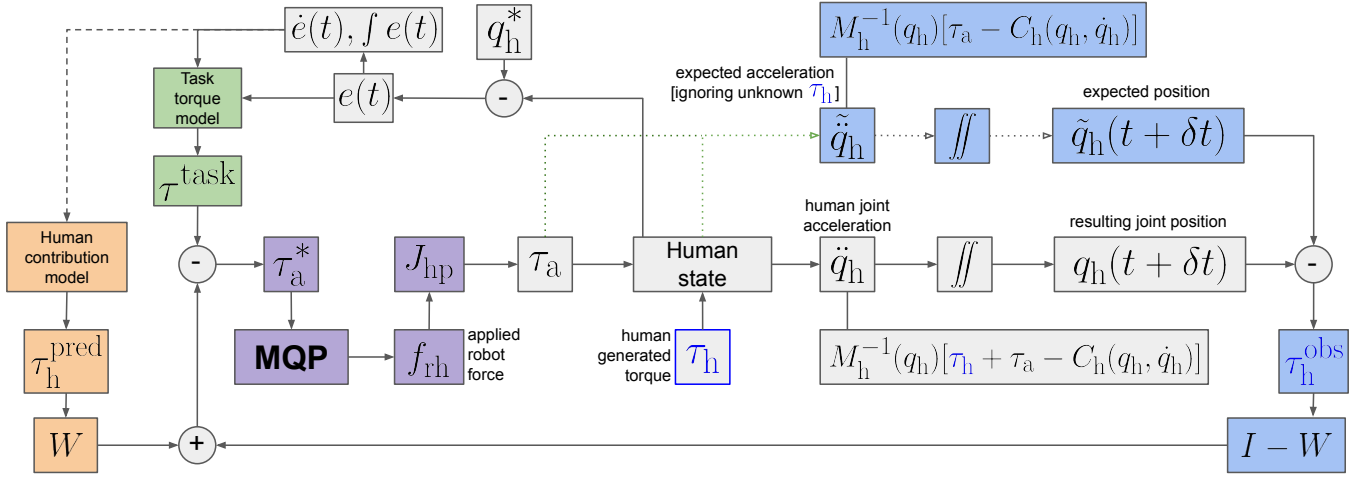 ė(t), ∫ e(t)
q*_h
M_h^{-1}(q_h)[τ_a − C_h(q_h, q̇_h)]
expected acceleration
[ignoring unknown τ_h]
expected position
Task
torque
model
e(t)
-
q̃̈_h
∬
q̃_h(t + δt)
τ^task
human joint
acceleration
resulting joint position
Human
contribution
model
-
τ*_a
J_hp
τ_a
Human
state
q̈_h
∬
q_h(t + δt)
-
τ_h^pred
MQP
f_rh
applied
robot
force
human
generated
torque
τ_h
M_h^{-1}(q_h)[τ_h + τ_a − C_h(q_h, q̇_h)]
τ_h^obs
W
+
I − W